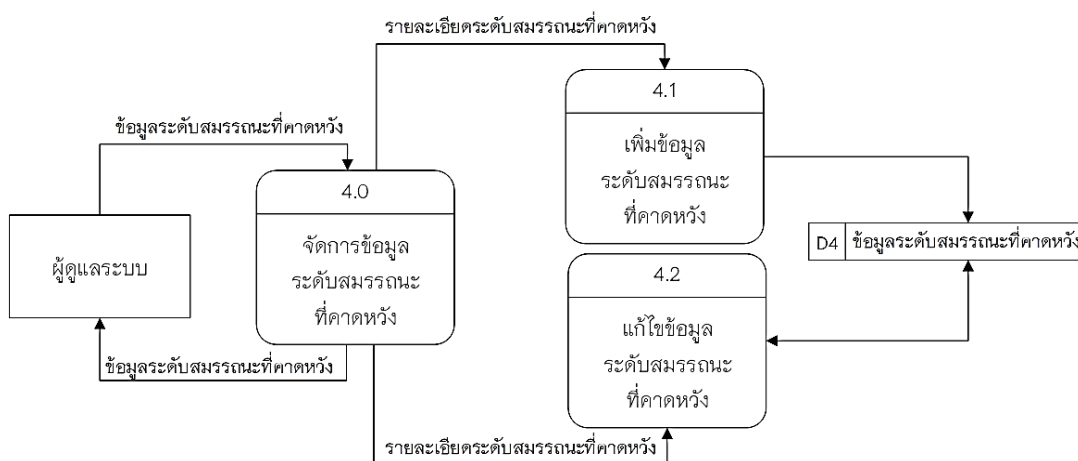 รายละเอียดระดับสมรรถนะที่คาดหวัง
4.1
เพิ่มข้อมูล
ระดับสมรรถนะ
ที่คาดหวัง
ข้อมูลระดับสมรรถนะที่คาดหวัง
4.0
จัดการข้อมูล
ระดับสมรรถนะ
ที่คาดหวัง
ผู้ดูแลระบบ
D4 ข้อมูลระดับสมรรถนะที่คาดหวัง
4.2
แก้ไขข้อมูล
ระดับสมรรถนะ
ที่คาดหวัง
ข้อมูลระดับสมรรถนะที่คาดหวัง
รายละเอียดระดับสมรรถนะที่คาดหวัง